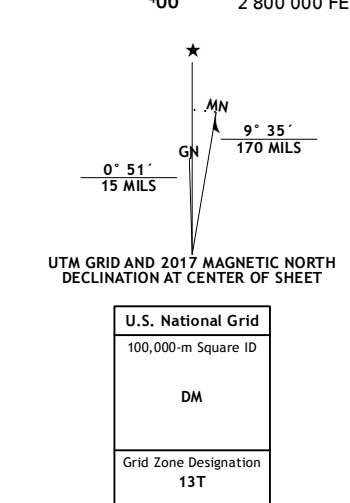 ⁴00 2 800 000 FE
★
MN
GN
9° 35´
170 MILS
0° 51´
15 MILS
UTM GRID AND 2017 MAGNETIC NORTH
DECLINATION AT CENTER OF SHEET
U.S. National Grid
100,000-m Square ID
DM
Grid Zone Designation
13T